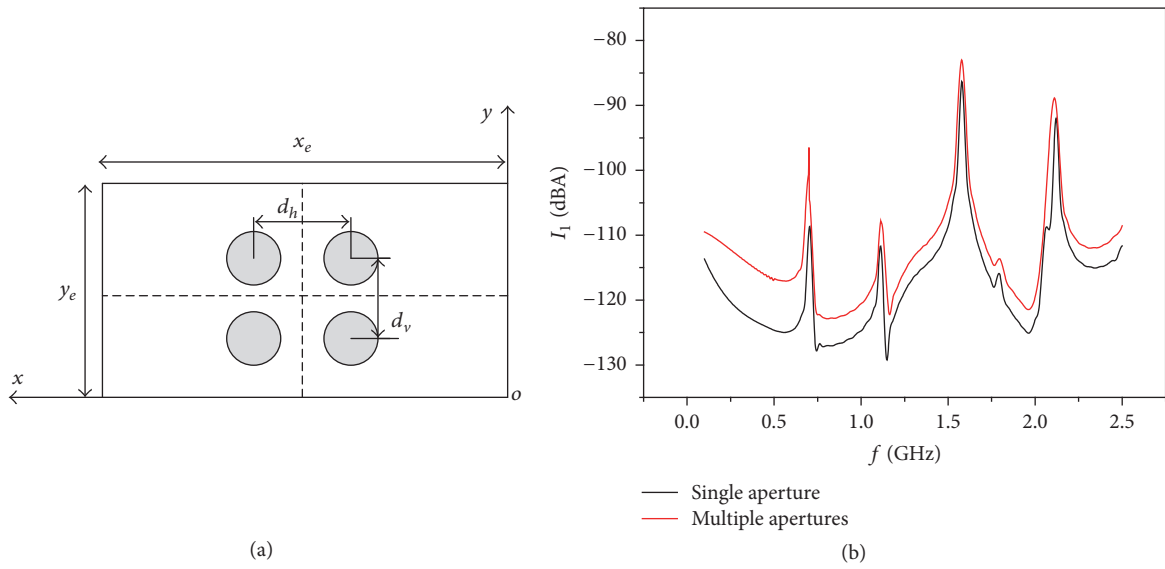 y
x_e
d_h
y_e
d_v
x
o
(a)
−80
−90
−100
−110
−120
−130
I_1 (dBA)
0.0 0.5 1.0 1.5 2.0 2.5
f (GHz)
Single aperture
Multiple apertures
(b)